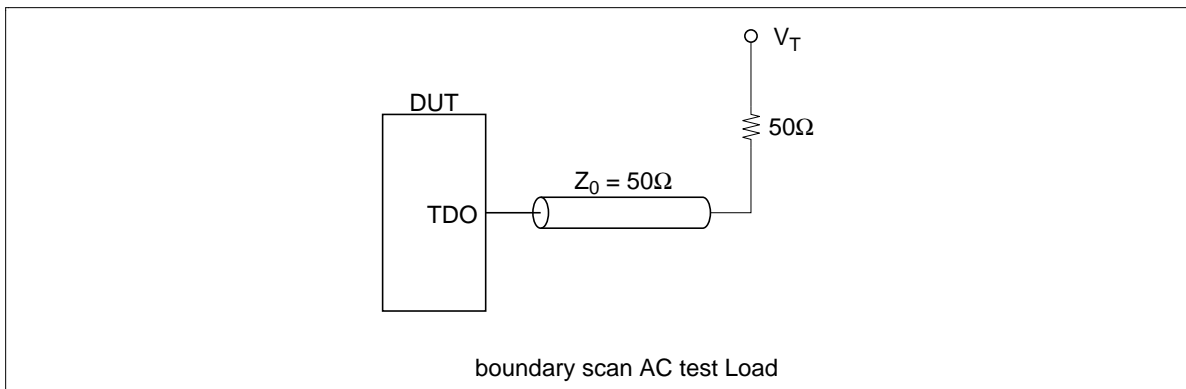 V_T
DUT
50Ω
Z_0 = 50Ω
TDO
boundary scan AC test Load